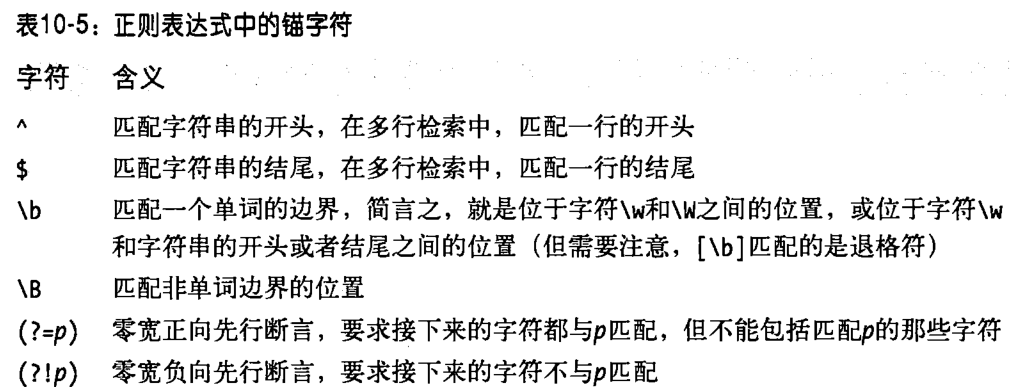 表10-5：正则表达式中的锚字符
字符 含义
^ 匹配字符串的开头，在多行检索中，匹配一行的开头
$ 匹配字符串的结尾，在多行检索中，匹配一行的结尾
\b 匹配一个单词的边界，简言之，就是位于字符\w和\W之间的位置，或位于字符\w
和字符串的开头或者结尾之间的位置（但需要注意，[\b]匹配的是退格符）
\B 匹配非单词边界的位置
(?=p) 零宽正向先行断言，要求接下来的字符都与p匹配，但不能包括匹配p的那些字符
(?!p) 零宽负向先行断言，要求接下来的字符不与p匹配